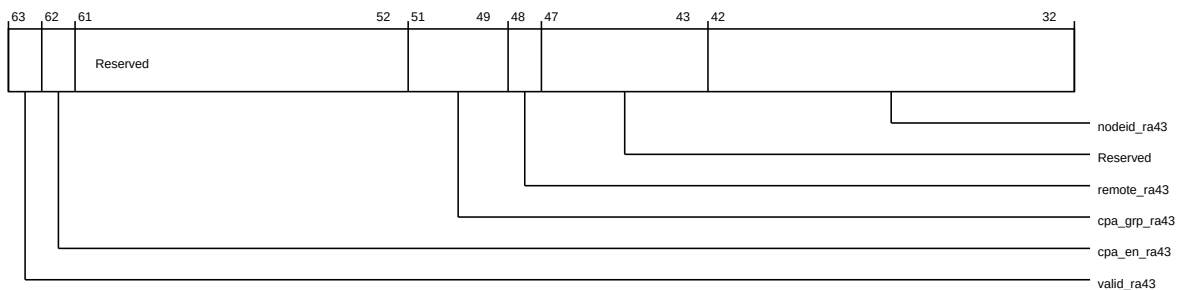 63 62 61 52 51 49 48 47 43 42 32
Reserved
nodeid_ra43
Reserved
remote_ra43
cpa_grp_ra43
cpa_en_ra43
valid_ra43